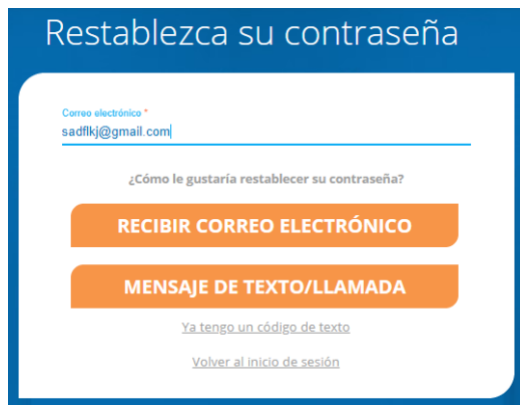 Restablezca su contraseña
Correo electrónico *
sadflkj@gmail.com
¿Cómo le gustaría restablecer su contraseña?
RECIBIR CORREO ELECTRÓNICO
MENSAJE DE TEXTO/LLAMADA
Ya tengo un código de texto
Volver al inicio de sesión